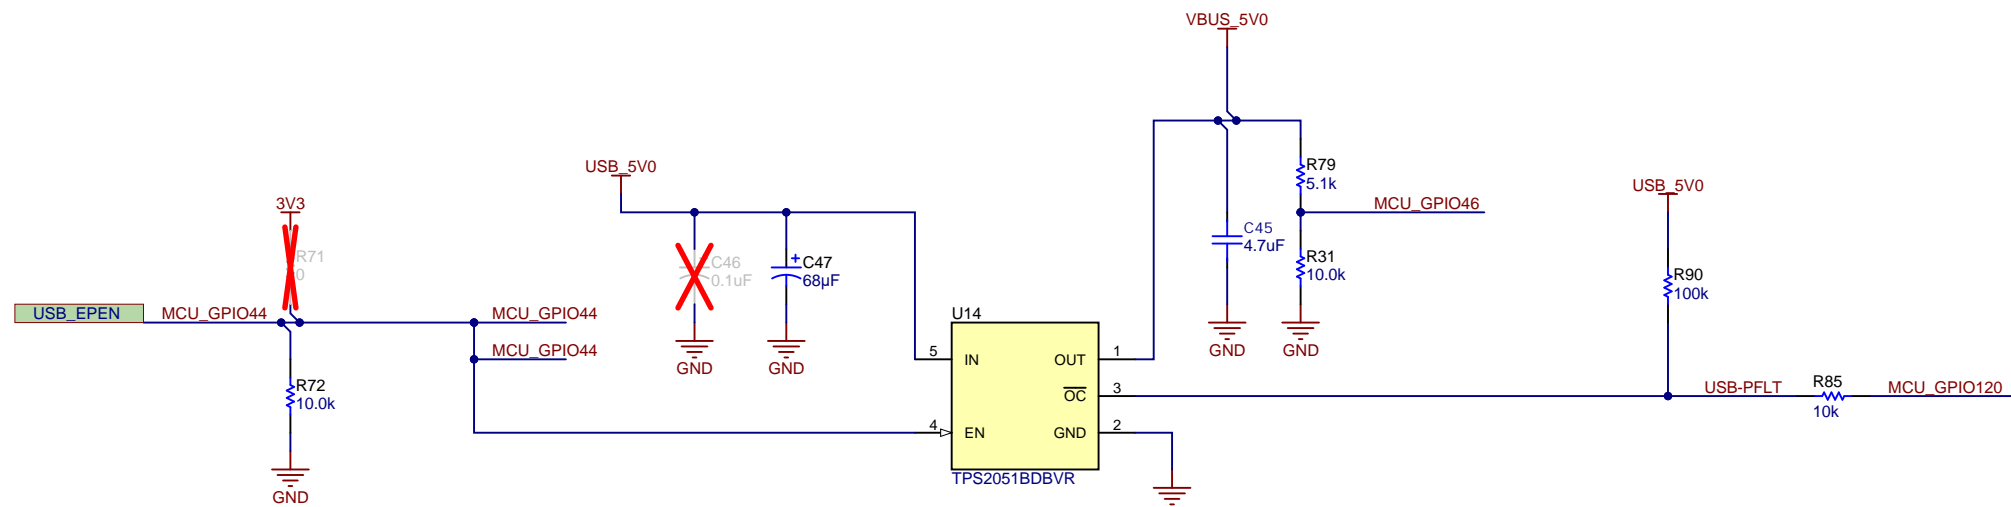 VBUS_5V0
USB_5V0
R79
5.1k
USB_5V0
3V3
MCU_GPIO46
R71
0
C45
4.7uF
C46
0.1uF
C47
68µF
R31
10.0k
R90
100k
USB_EPEN
MCU_GPIO44
MCU_GPIO44
U14
MCU_GPIO44
GND
GND
GND
GND
5
IN
OUT
1
R72
10.0k
OC
3
USB-PFLT
R85
10k
MCU_GPIO120
4
EN
GND
2
TPS2051BDBVR
GND